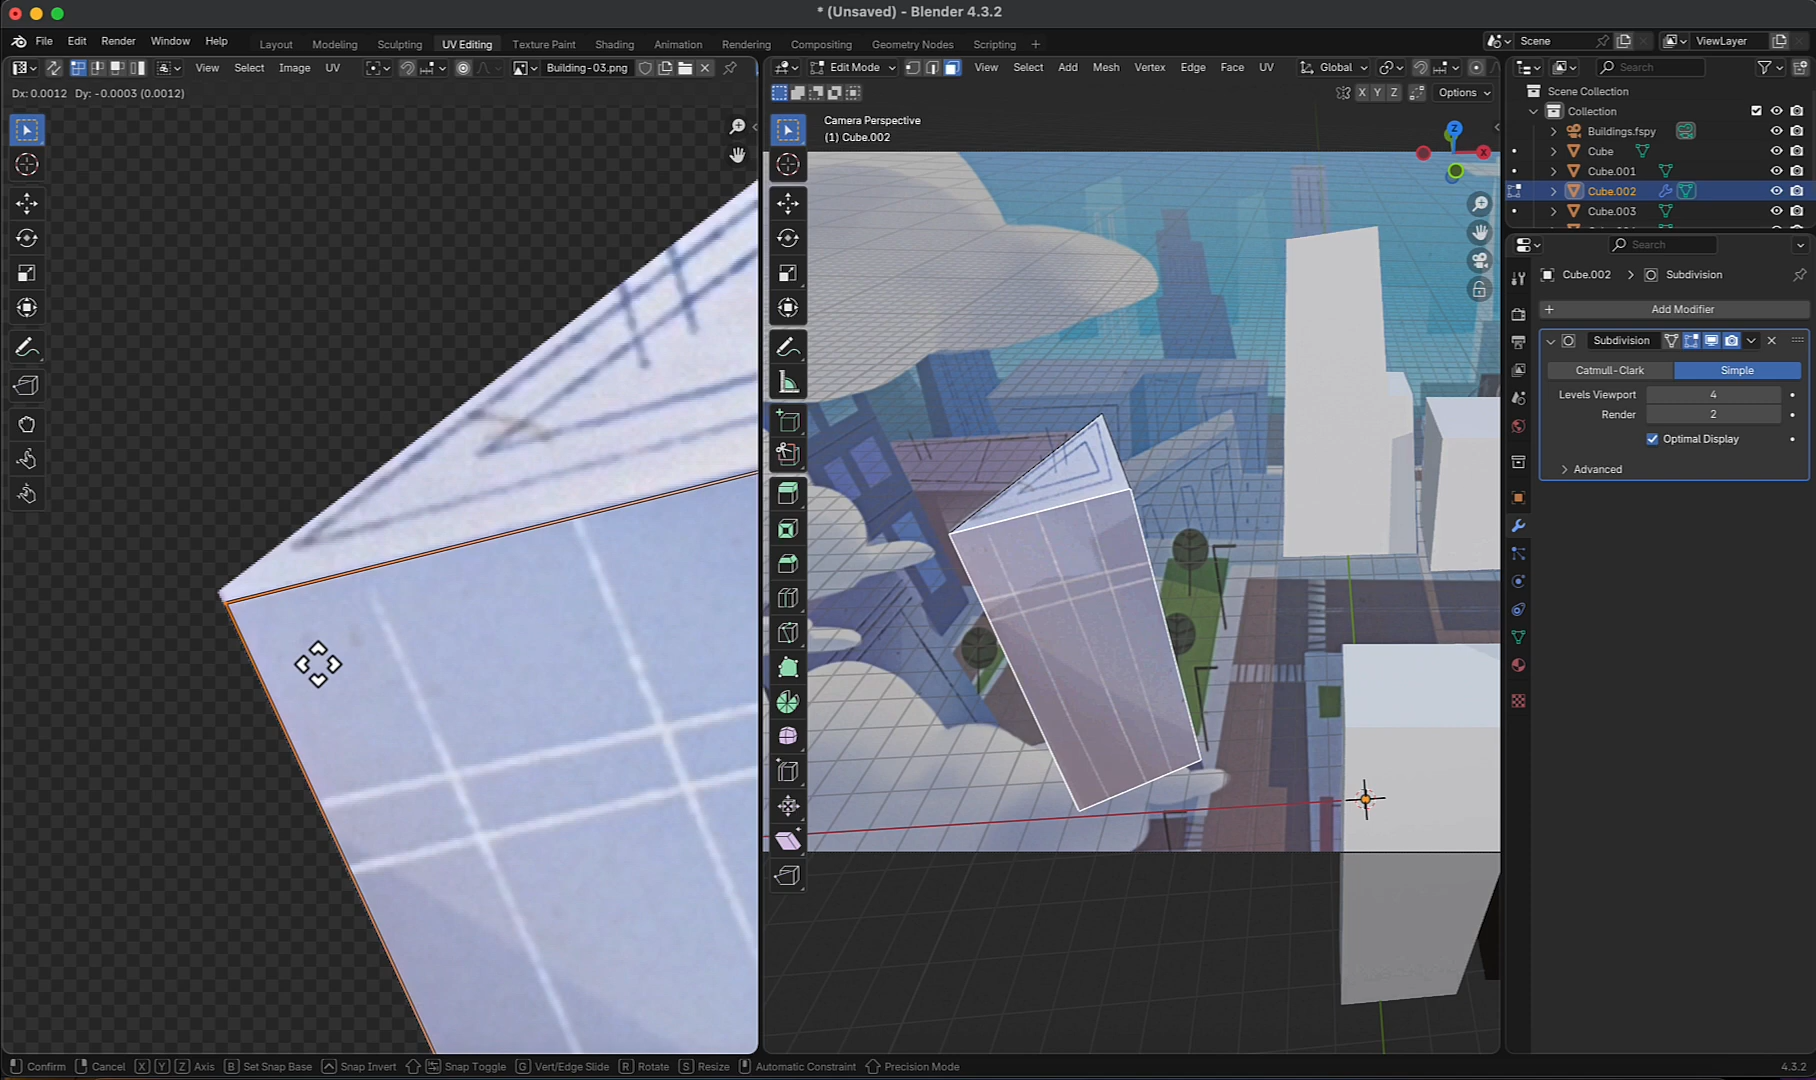 * (Unsaved) - Blender 4.3.2
File Edit Render Window Help
Layout Modeling Sculpting UV Editing Texture Paint Shading Animation Rendering Compositing Geometry Nodes Scripting +
Scene
ViewLayer
View Select Image UV
Building-03.png
Edit Mode
View Select Add Mesh Vertex Edge Face UV
Global
Search
Dx: 0.0012 Dy: -0.0003 (0.0012)
X Y Z
Options
Scene Collection
Collection
Buildings.fspy
Cube
Cube.001
Cube.002
Cube.003
Camera Perspective
(1) Cube.002
Z
X
Search
Cube.002 > Subdivision
+ Add Modifier
Subdivision
Catmull-Clark Simple
Levels Viewport 4
Render 2
Optimal Display
Advanced
Confirm Cancel X Y Z Axis B Set Snap Base Snap Invert Snap Toggle G Vert/Edge Slide R Rotate S Resize Automatic Constraint Precision Mode
4.3.2